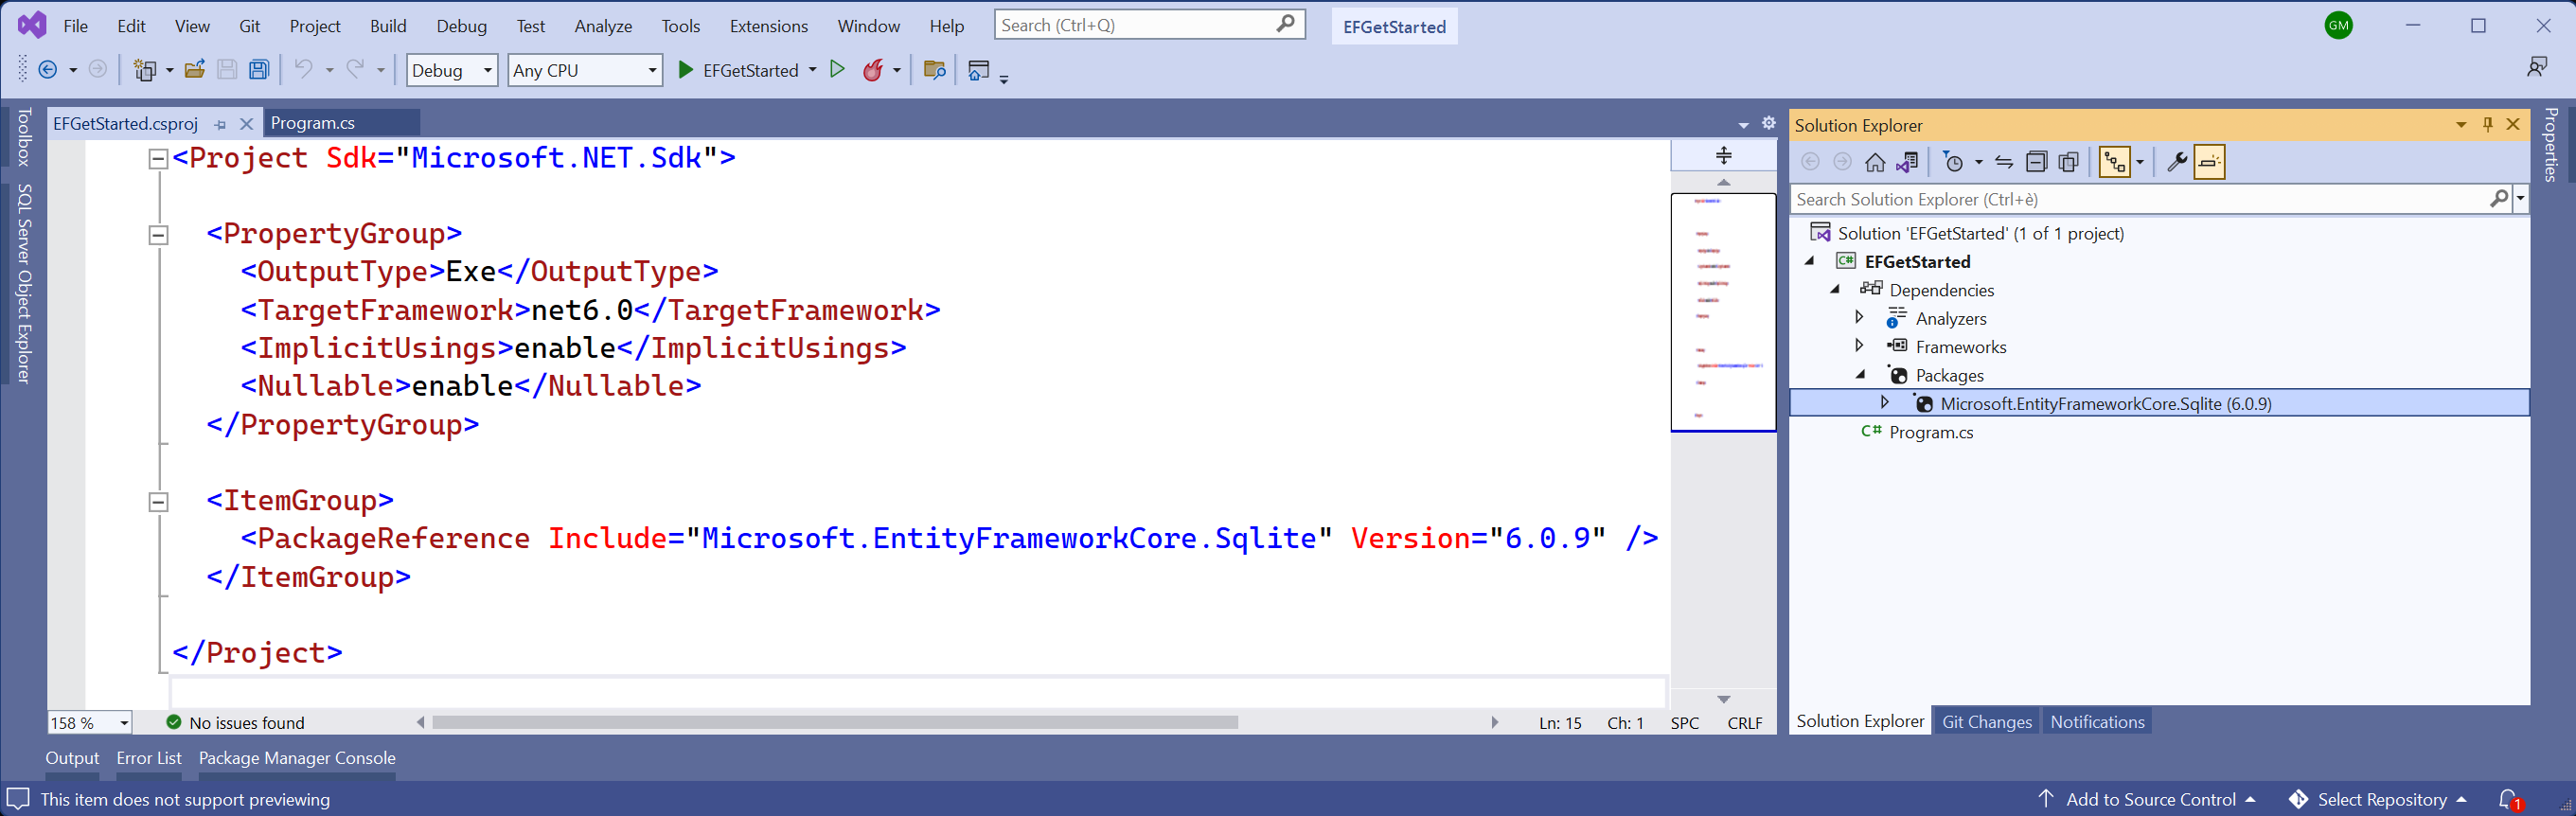 File Edit View Git Project Build Debug Test Analyze Tools Extensions Window Help Search (Ctrl+Q) EFGetStarted GM
Debug Any CPU EFGetStarted
Toolbox
SQL Server Object Explorer
EFGetStarted.csproj Program.cs
<Project Sdk="Microsoft.NET.Sdk">
<PropertyGroup>
<OutputType>Exe</OutputType>
<TargetFramework>net6.0</TargetFramework>
<ImplicitUsings>enable</ImplicitUsings>
<Nullable>enable</Nullable>
</PropertyGroup>
<ItemGroup>
<PackageReference Include="Microsoft.EntityFrameworkCore.Sqlite" Version="6.0.9" />
</ItemGroup>
</Project>
158 % No issues found Ln: 15 Ch: 1 SPC CRLF
Solution Explorer
Search Solution Explorer (Ctrl+è)
Solution 'EFGetStarted' (1 of 1 project)
C# EFGetStarted
Dependencies
Analyzers
Frameworks
Packages
Microsoft.EntityFrameworkCore.Sqlite (6.0.9)
C# Program.cs
Solution Explorer Git Changes Notifications
Properties
Output Error List Package Manager Console
This item does not support previewing Add to Source Control Select Repository 1